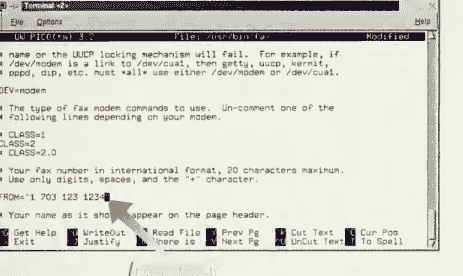 Terminal <2>
File Options Help
UW PICO(tm) 3.2 File: /usr/bin/fax Modified
# name or the UUCP locking mechanism will fail. For example, if
# /dev/modem is a link to /dev/cua1, then getty, uucp, kermit,
# pppd, dip, etc. must *all* use either /dev/modem or /dev/cua1.
DEV=modem
# The type of fax modem commands to use. Un-comment one of the
# following lines depending on your modem.
# CLASS=1
CLASS=2
# CLASS=2.0
# Your fax number in international format, 20 characters maximum.
# Use only digits, spaces, and the "+" character.
FROM="1 703 123 1234
# Your name as it should appear on the page header.
Get Help WriteOut Read File Prev Pg Cut Text Cur Pos
Exit Justify Where is Next Pg UnCut Text To Spell